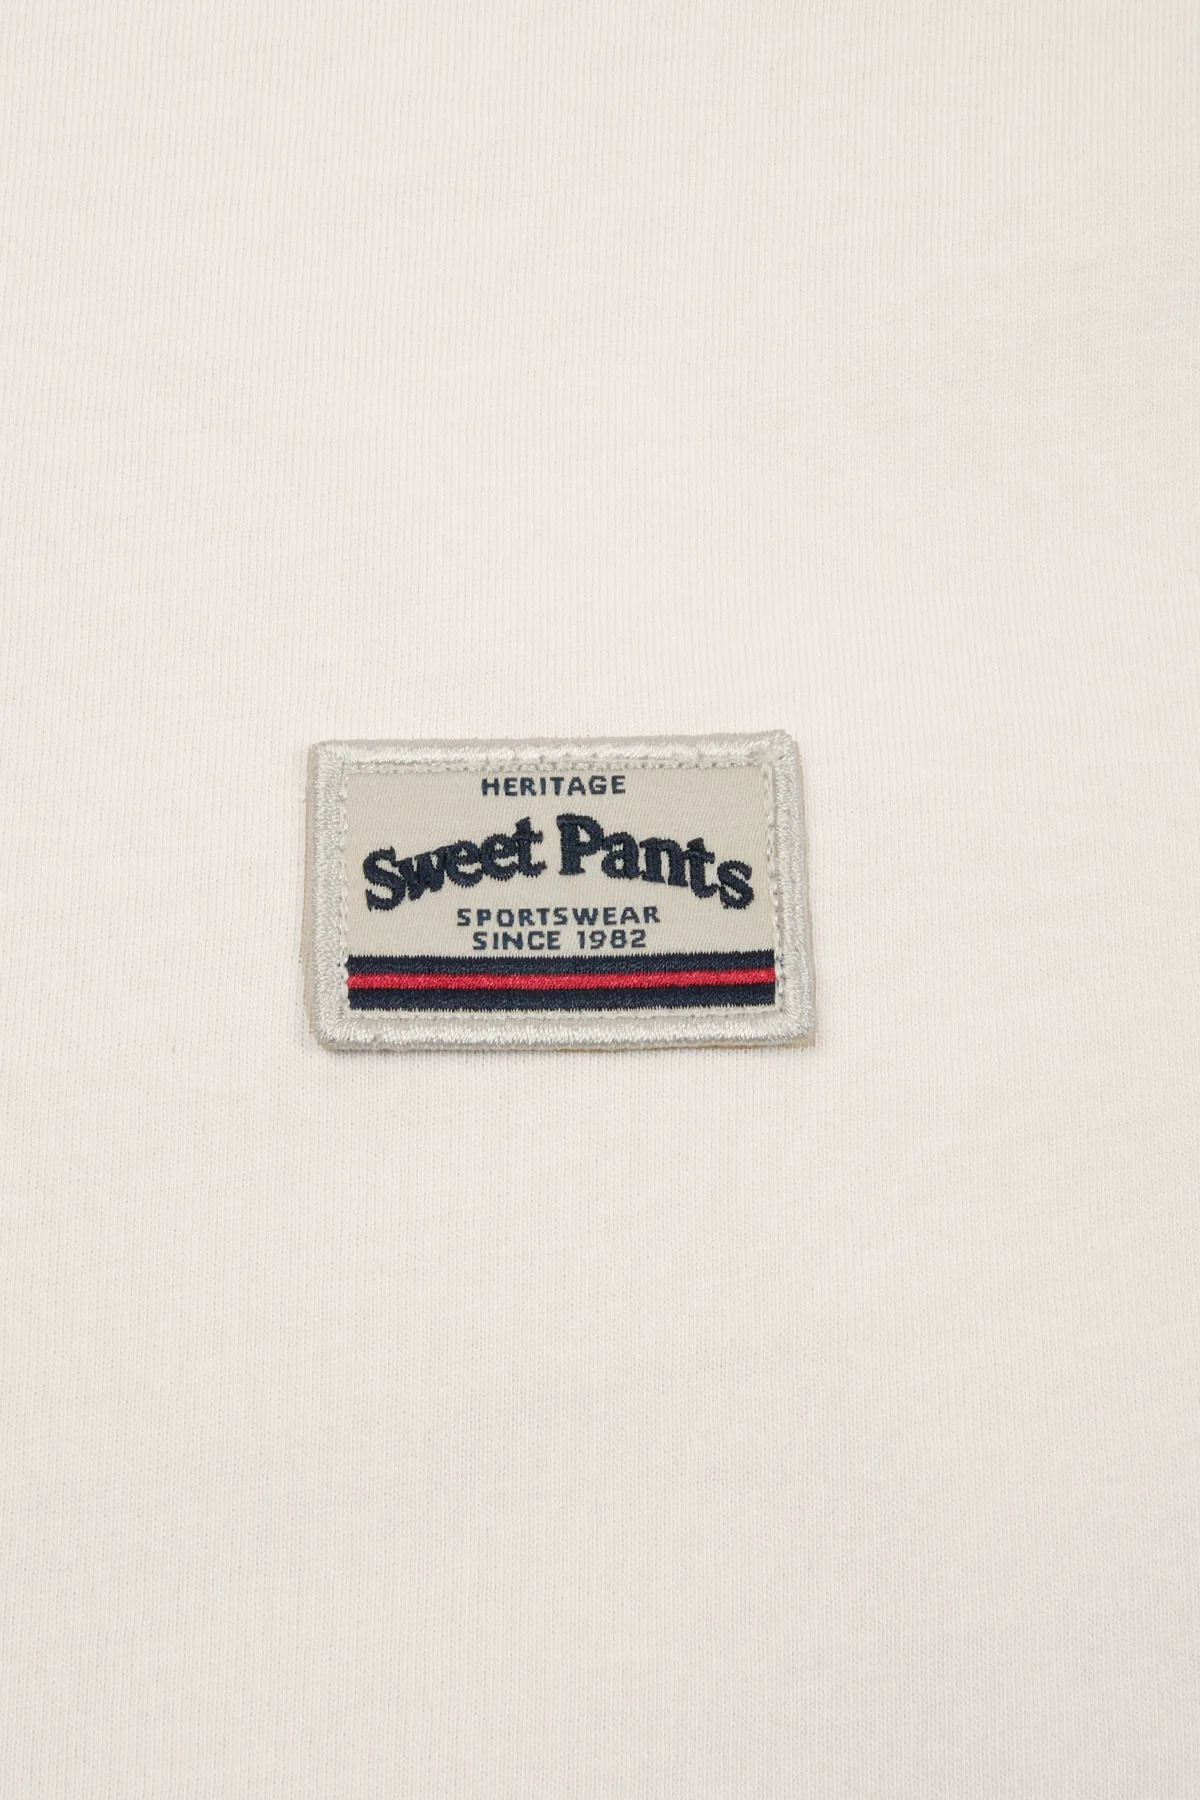 HERITAGE
Sweet Pants
SPORTSWEAR
SINCE 1982